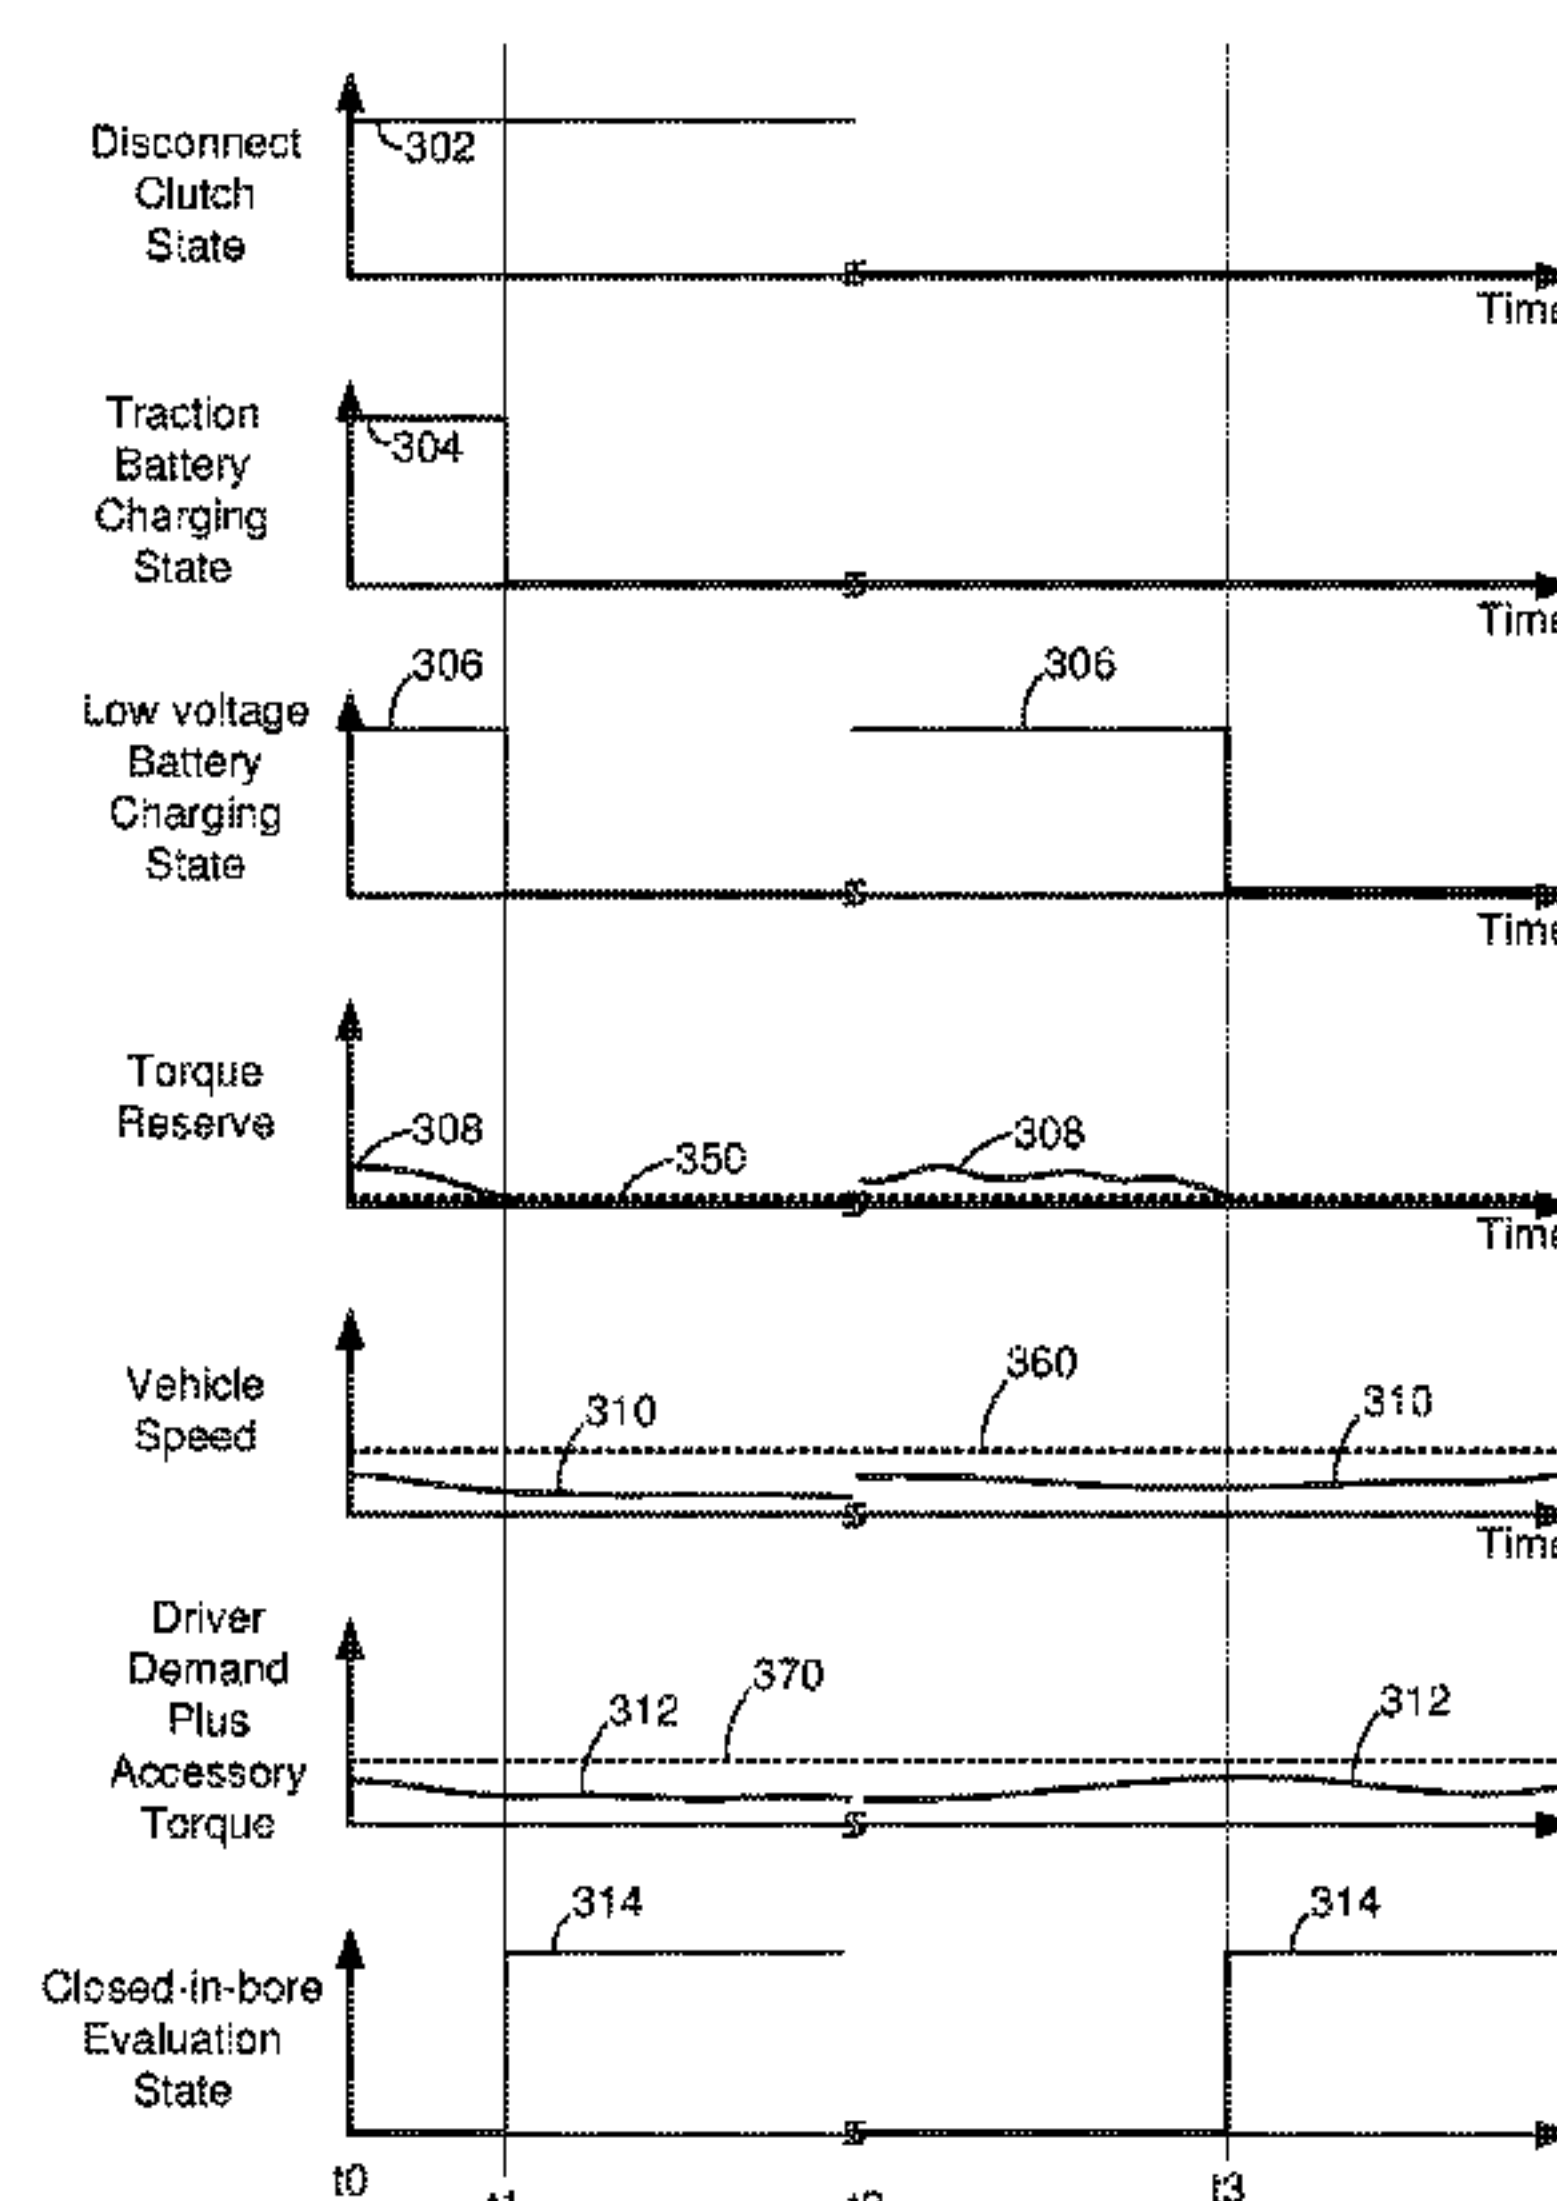 Disconnect
Clutch
State
302
Time
Traction
Battery
Charging
State
304
Time
306
306
Low voltage
Battery
Charging
State
Time
Torque
Reserve
308
350
308
Time
Vehicle
Speed
310
360
310
Time
Driver
Demand
Plus
Accessory
Torque
312
370
312
314
314
Closed-in-bore
Evaluation
State
t0
t1
t2
t3